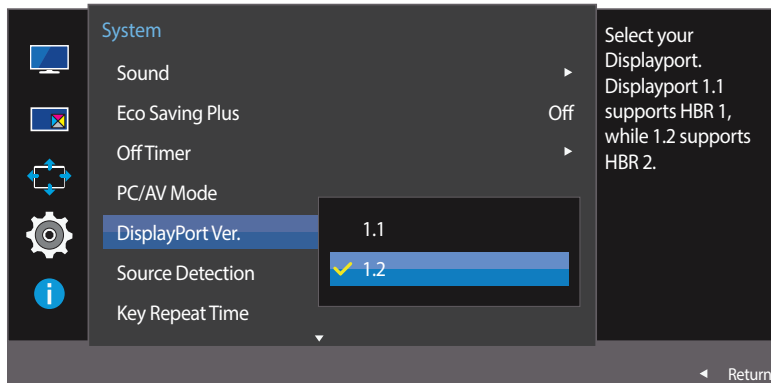 System
Sound
Eco Saving Plus Off
Off Timer
PC/AV Mode
DisplayPort Ver.
1.1
1.2
Source Detection
Key Repeat Time
Select your
Displayport.
Displayport 1.1
supports HBR 1,
while 1.2 supports
HBR 2.
Return